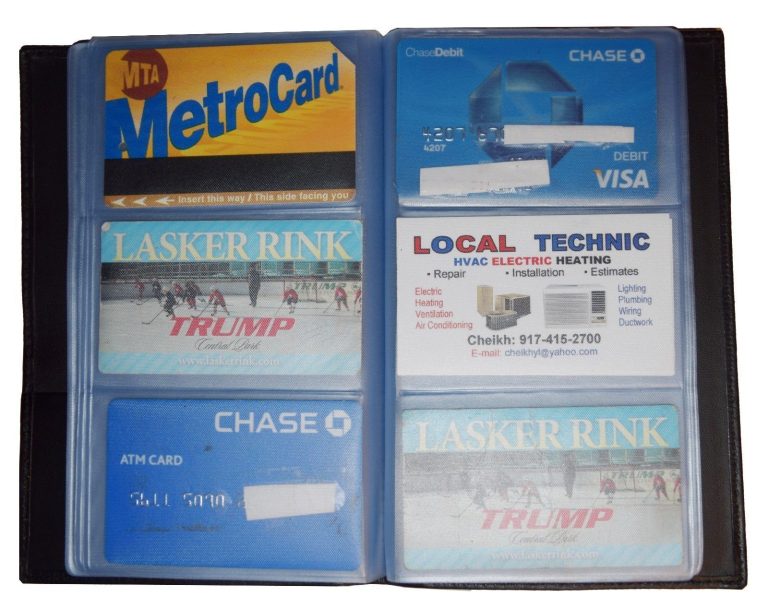 MTA
MetroCard
Insert this way / This side facing you
LASKER RINK
TRUMP
Central Park
www.laskerrink.com
CHASE
ATM CARD
ChaseDebit
CHASE
4207
DEBIT
VISA
LOCAL TECHNIC
HVAC ELECTRIC HEATING
• Repair • Installation • Estimates
Electric
Heating
Ventilation
Air Conditioning
Lighting
Plumbing
Wiring
Ductwork
Cheikh: 917-415-2700
E-mail: cheikhyt@yahoo.com
LASKER RINK
TRUMP
TRUMP
Central Park
www.laskerrink.com